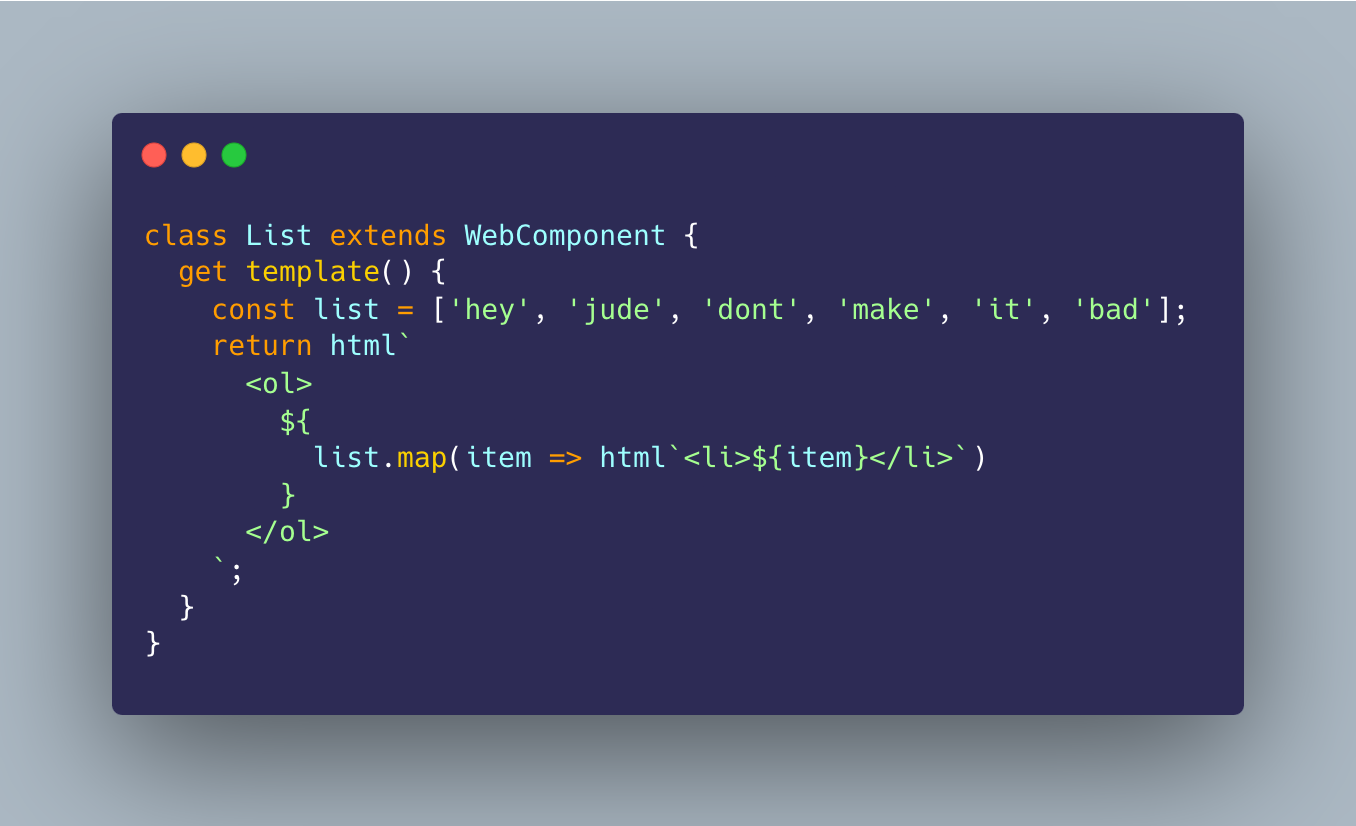 class List extends WebComponent {
  get template() {
    const list = ['hey', 'jude', 'dont', 'make', 'it', 'bad'];
    return html`
      <ol>
        ${
          list.map(item => html`<li>${item}</li>`)
        }
      </ol>
    `;
  }
}